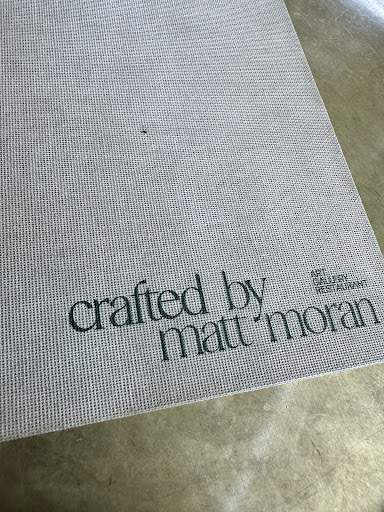 crafted by
matt moran
ART
GALLERY
RESTAURANT